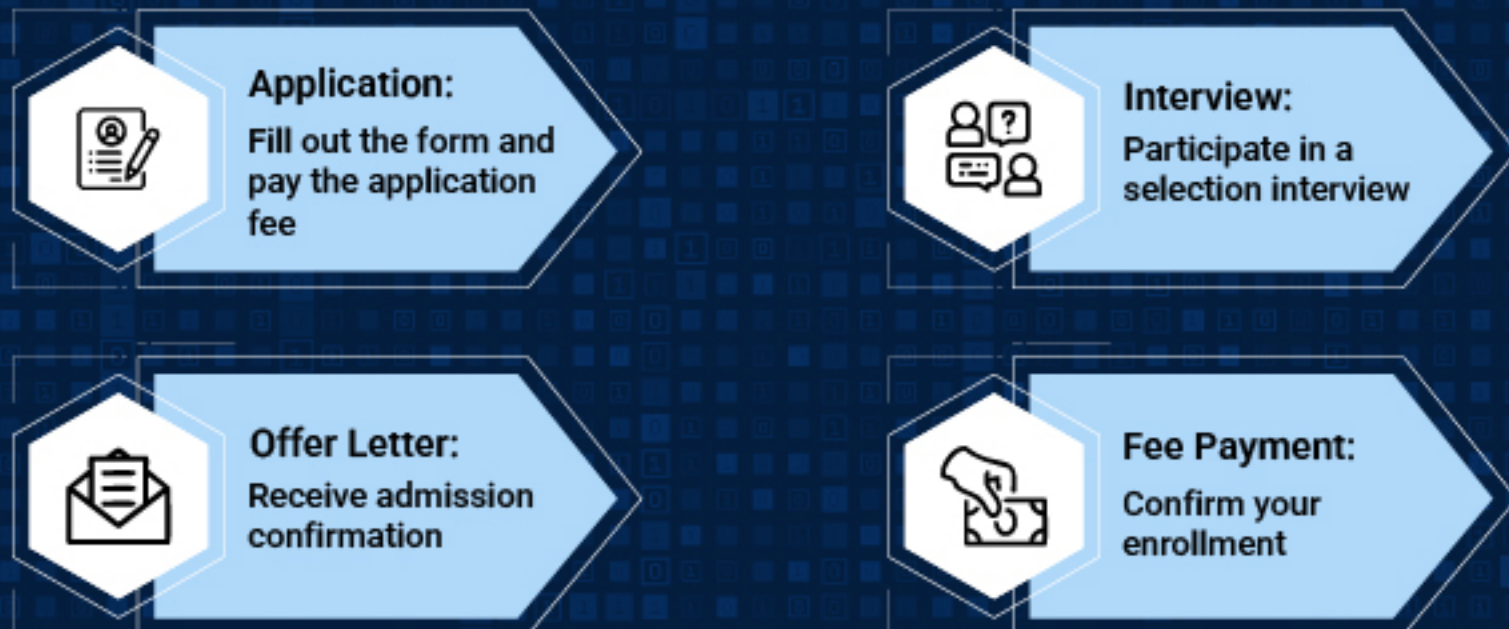 Application:
Fill out the form and
pay the application
fee
Interview:
Participate in a
selection interview
Offer Letter:
Receive admission
confirmation
Fee Payment:
Confirm your
enrollment